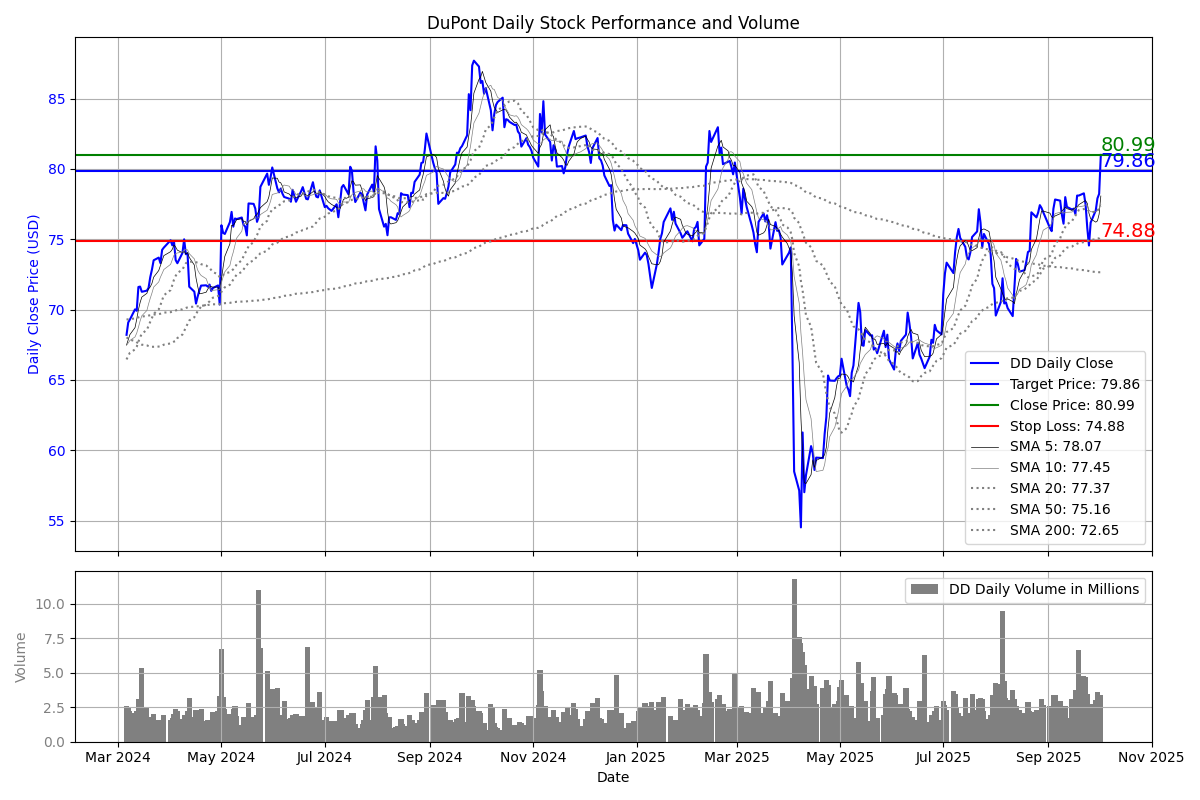 DuPont Daily Stock Performance and Volume
Daily Close Price (USD)
85
80
75
70
65
60
55
80.99
79.86
74.88
DD Daily Close
Target Price: 79.86
Close Price: 80.99
Stop Loss: 74.88
SMA 5: 78.07
SMA 10: 77.45
SMA 20: 77.37
SMA 50: 75.16
SMA 200: 72.65
Volume
10.0
7.5
5.0
2.5
0.0
DD Daily Volume in Millions
Mar 2024 May 2024 Jul 2024 Sep 2024 Nov 2024 Jan 2025 Mar 2025 May 2025 Jul 2025 Sep 2025 Nov 2025
Date